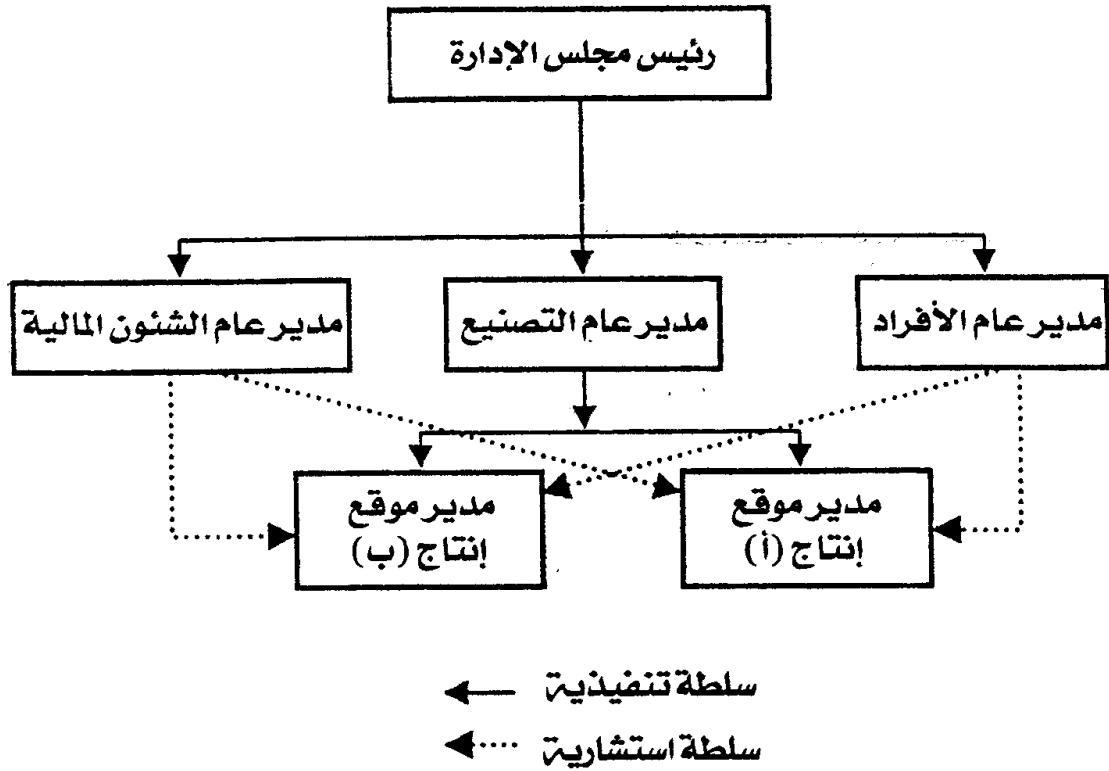 رئيس مجلس الإدارة
مدير عام الأفراد
مدير عام التصنيع
مدير عام الشئون المالية
مدير موقع
إنتاج (أ)
مدير موقع
إنتاج (ب)
سلطة تنفيذية
سلطة استشارية